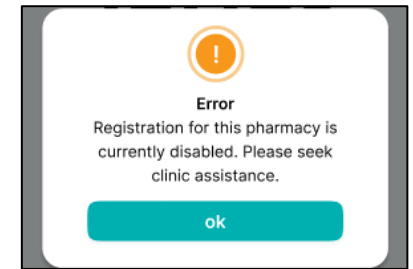 !
Error
Registration for this pharmacy is
currently disabled. Please seek
clinic assistance.
ok